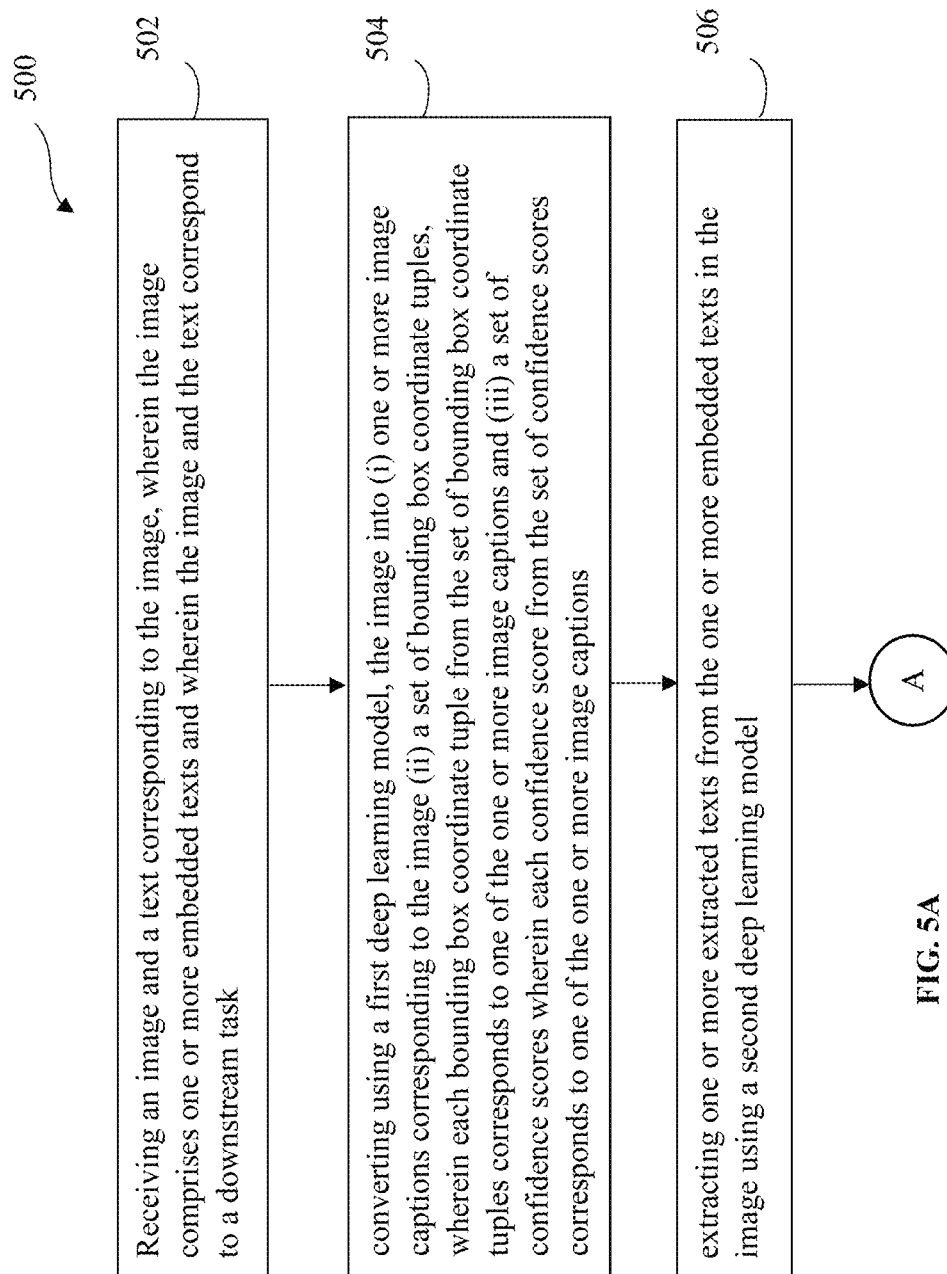 500
502
Receiving an image and a text corresponding to the image, wherein the image
comprises one or more embedded texts and wherein the image and the text correspond
to a downstream task
504
converting using a first deep learning model, the image into (i) one or more image
captions corresponding to the image (ii) a set of bounding box coordinate tuples,
wherein each bounding box coordinate tuple from the set of bounding box coordinate
tuples corresponds to one of the one or more image captions and (iii) a set of
confidence scores wherein each confidence score from the set of confidence scores
corresponds to one of the one or more image captions
506
extracting one or more extracted texts from the one or more embedded texts in the
image using a second deep learning model
A
FIG. 5A